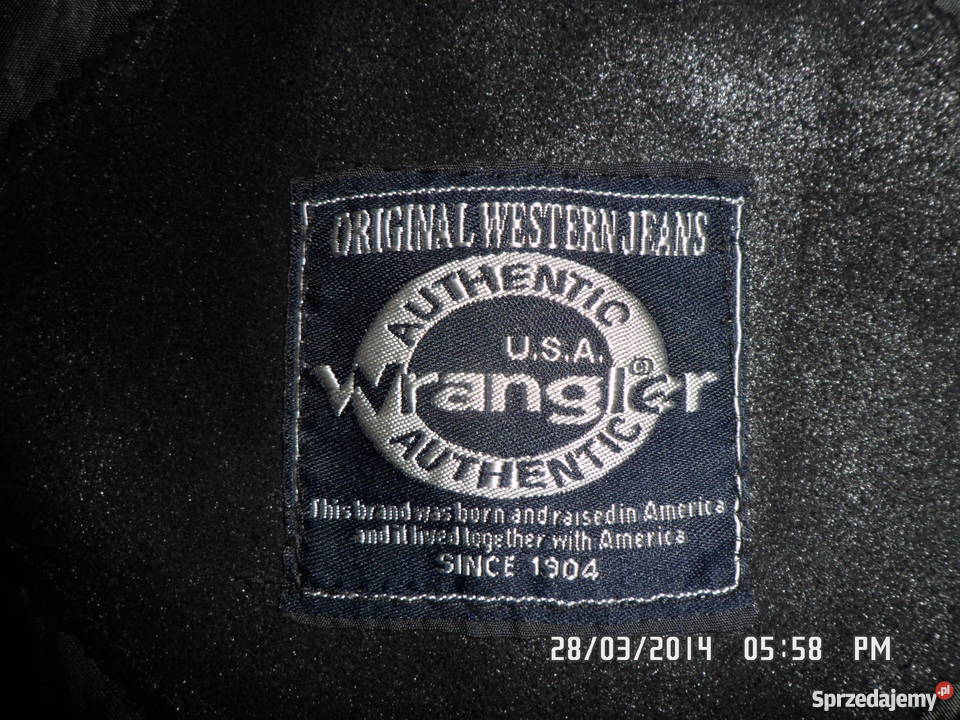 ORIGINAL WESTERN JEANS
AUTHENTIC
U.S.A.
Wrangler ®
AUTHENTIC
This brand was born and raised in America
and it lived together with America
SINCE 1904
28/03/2014 05:58 PM
Sprzedajemy.pl